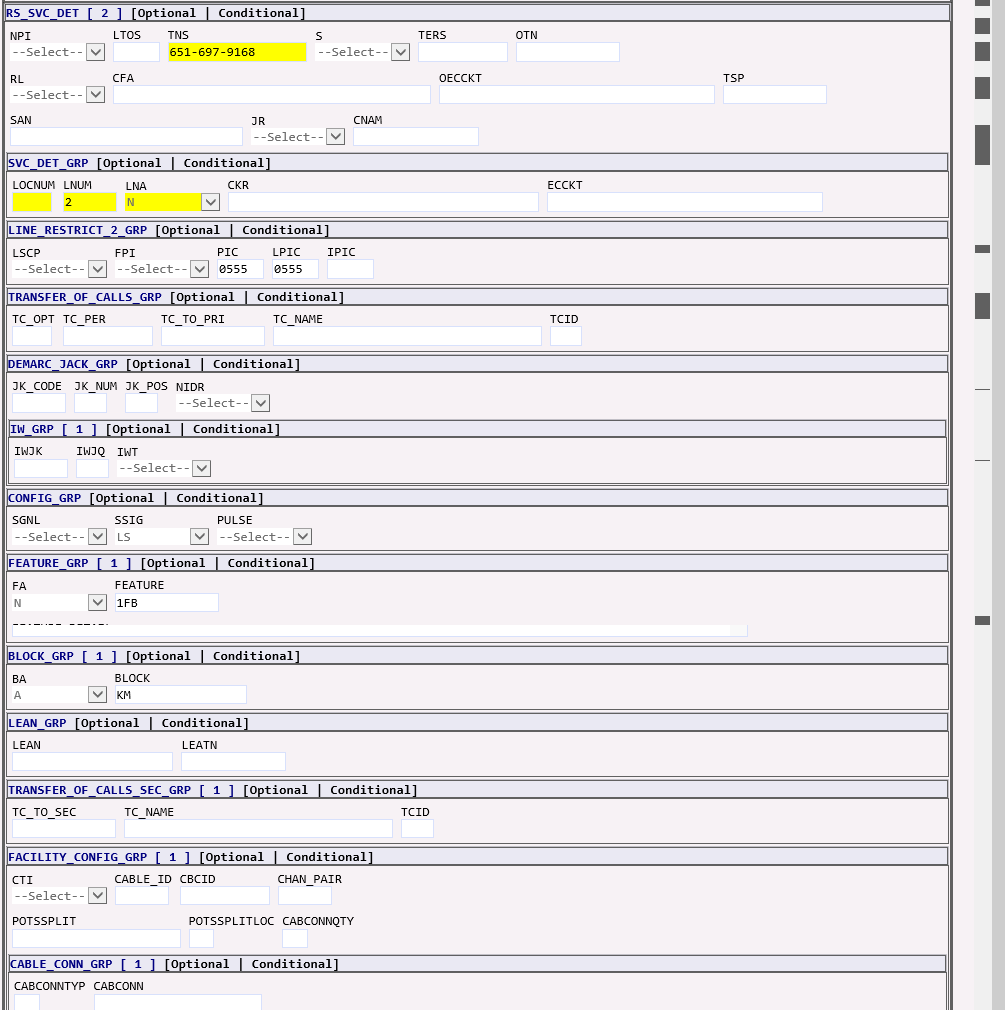 RS_SVC_DET [ 2 ] [Optional | Conditional]
NPI LTOS TNS S TERS OTN
--Select-- 651-697-9168 --Select--
RL CFA OECCKT TSP
--Select--
SAN JR CNAM
--Select--
SVC_DET_GRP [Optional | Conditional]
LOCNUM LNUM LNA CKR ECCKT
2 N
LINE_RESTRICT_2_GRP [Optional | Conditional]
LSCP FPI PIC LPIC IPIC
--Select-- --Select-- 0555 0555
TRANSFER_OF_CALLS_GRP [Optional | Conditional]
TC_OPT TC_PER TC_TO_PRI TC_NAME TCID
DEMARC_JACK_GRP [Optional | Conditional]
JK_CODE JK_NUM JK_POS NIDR
--Select--
IW_GRP [ 1 ] [Optional | Conditional]
IWJK IWJQ IWT
--Select--
CONFIG_GRP [Optional | Conditional]
SGNL SSIG PULSE
--Select-- LS --Select--
FEATURE_GRP [ 1 ] [Optional | Conditional]
FA FEATURE
N 1FB
BLOCK_GRP [ 1 ] [Optional | Conditional]
BA BLOCK
A KM
LEAN_GRP [Optional | Conditional]
LEAN LEATN
TRANSFER_OF_CALLS_SEC_GRP [ 1 ] [Optional | Conditional]
TC_TO_SEC TC_NAME TCID
FACILITY_CONFIG_GRP [ 1 ] [Optional | Conditional]
CTI CABLE_ID CBCID CHAN_PAIR
--Select--
POTSSPLIT POTSSPLITLOC CABCONNQTY
CABLE_CONN_GRP [ 1 ] [Optional | Conditional]
CABCONNTYP CABCONN